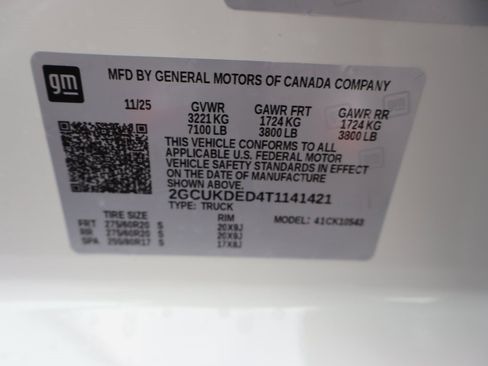 gm
MFD BY GENERAL MOTORS OF CANADA COMPANY
11/25 GVWR GAWR FRT GAWR RR
3221 KG 1724 KG 1724 KG
7100 LB 3800 LB 3800 LB
THIS VEHICLE CONFORMS TO ALL
APPLICABLE U.S. FEDERAL MOTOR
VEHICLE SAFETY STANDARDS IN EFFECT
ON THE DATE OF MANUFACTURE
SHOWN ABOVE.
2GCUKDED4T1141421
TYPE: TRUCK MODEL: 41CK10543
TIRE SIZE RIM
FRT 275/60R20 S 20X9J
RR 275/60R20 S 20X9J
SPA 255/80R17 S 17X8J